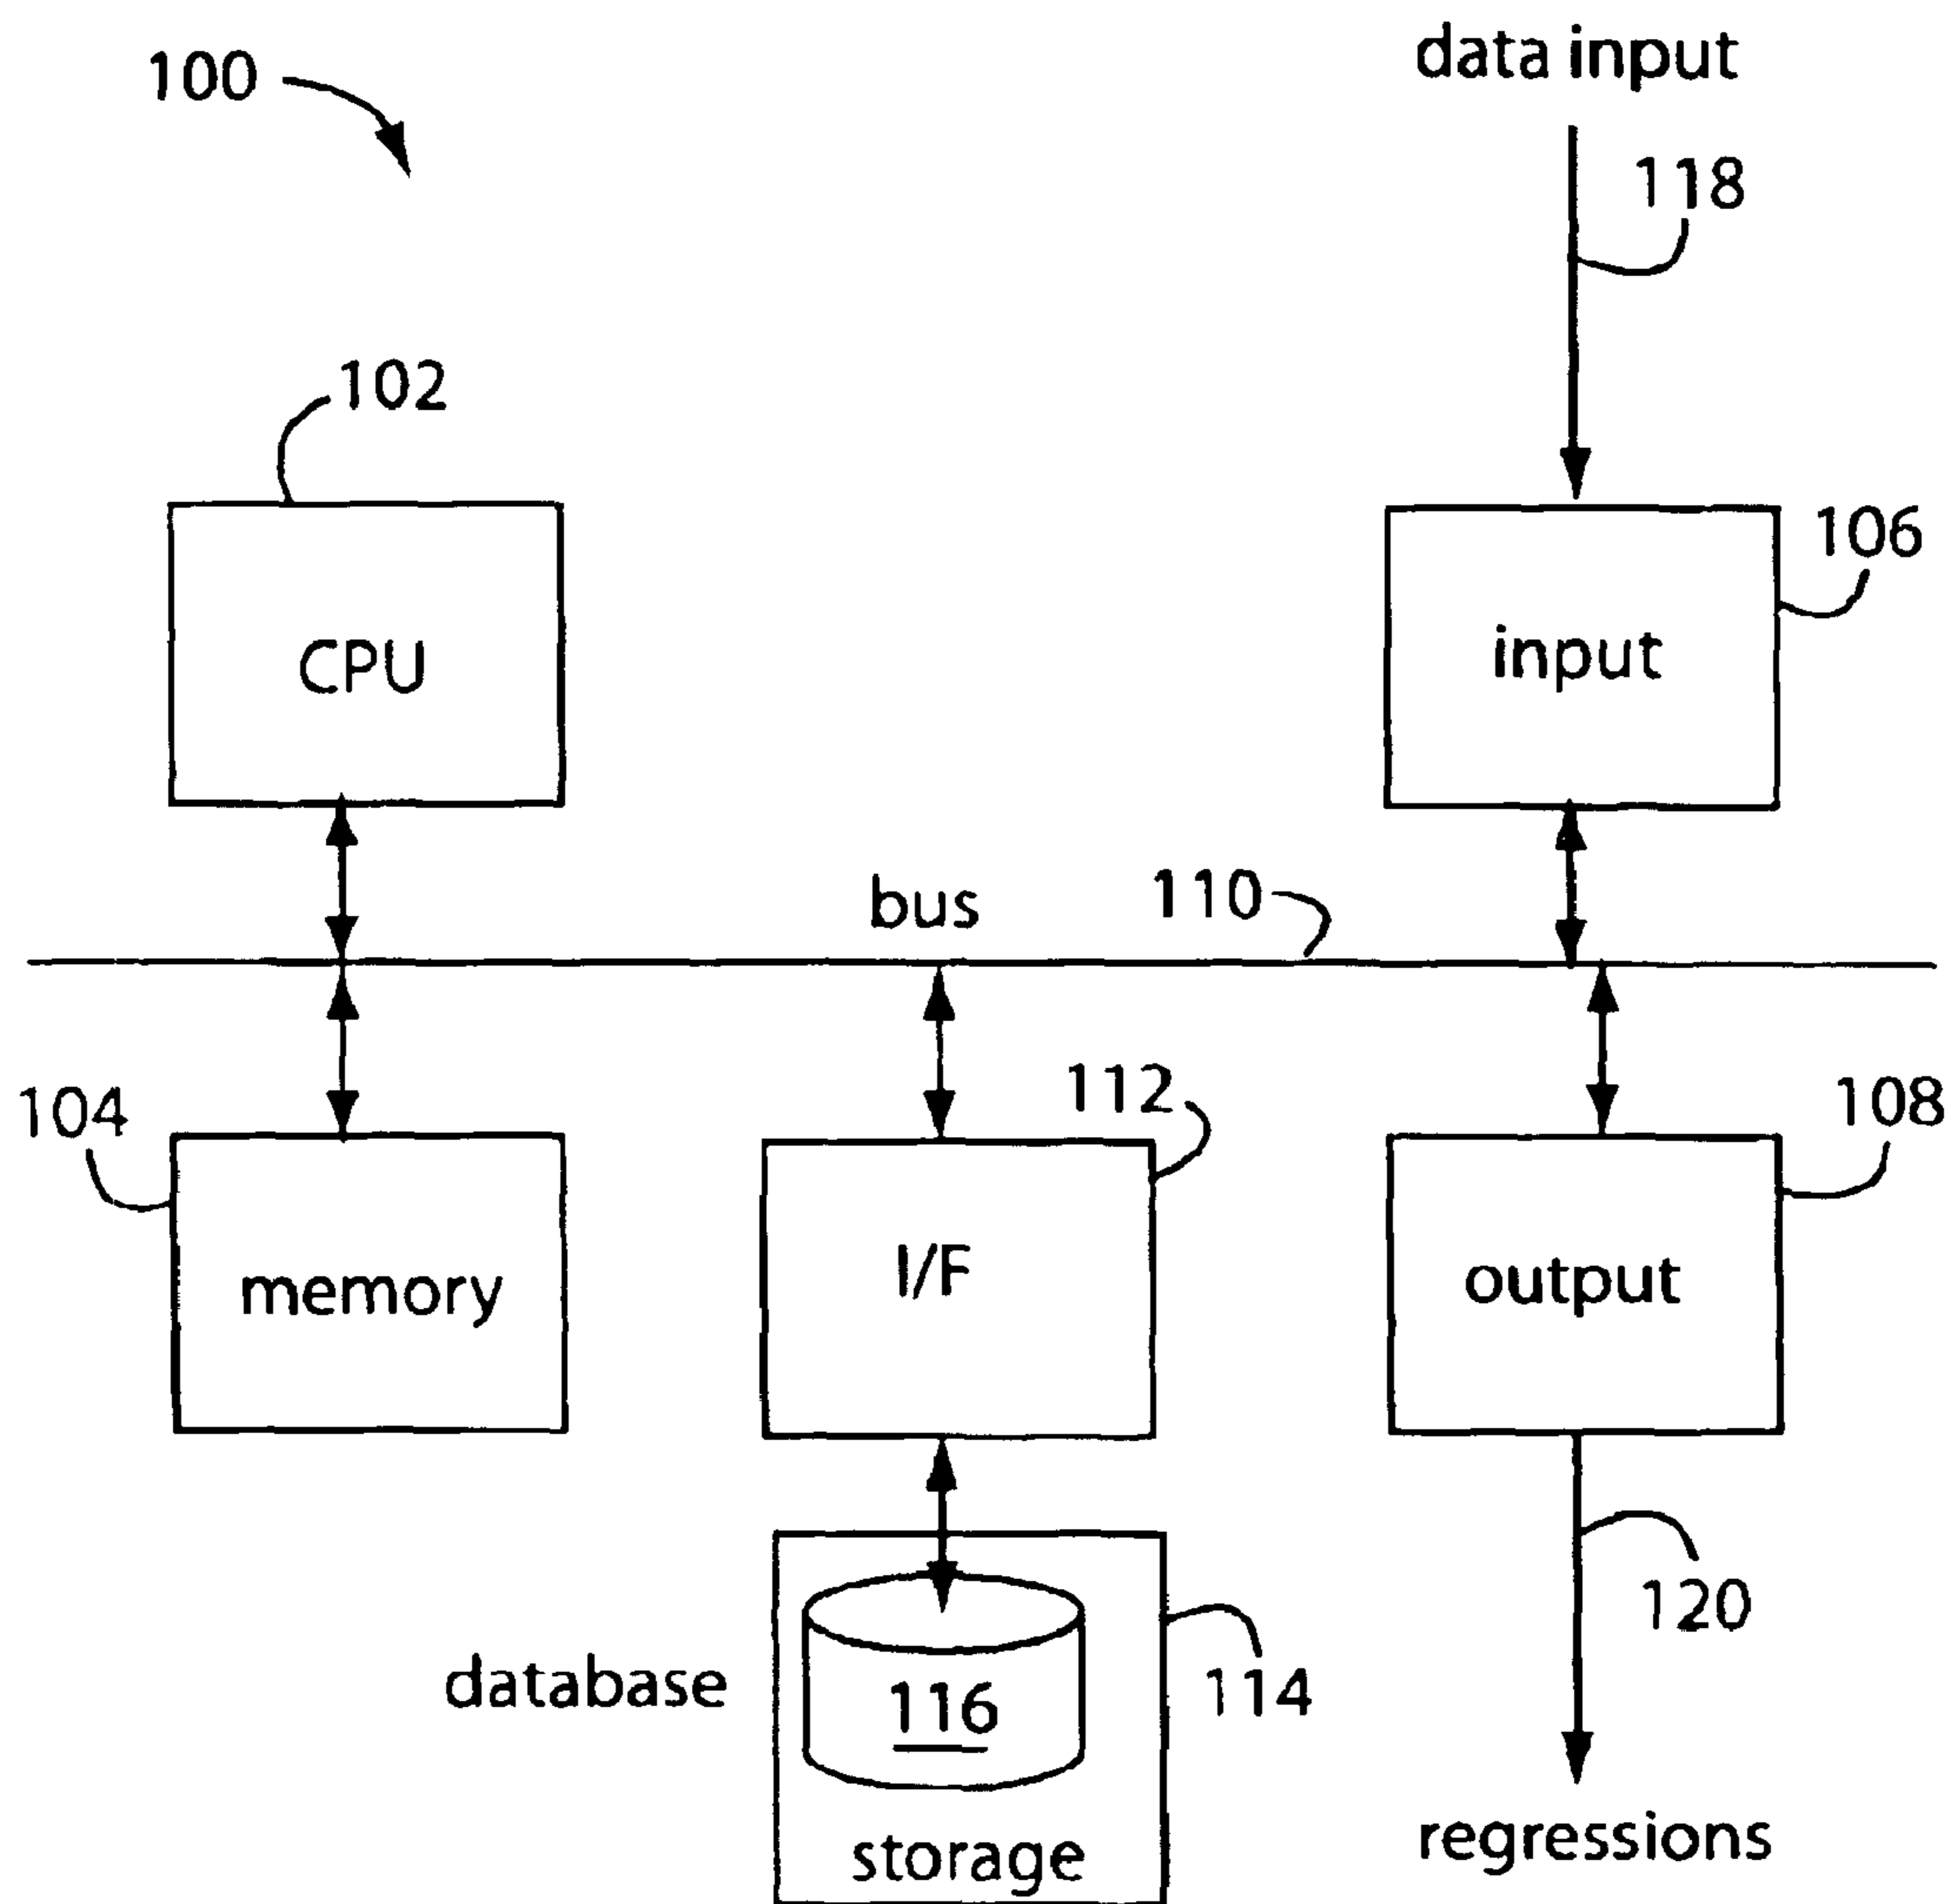 100
data input
118
102
106
CPU
input
bus
110
104
112
108
memory
I/F
output
120
database
116
114
storage
regressions